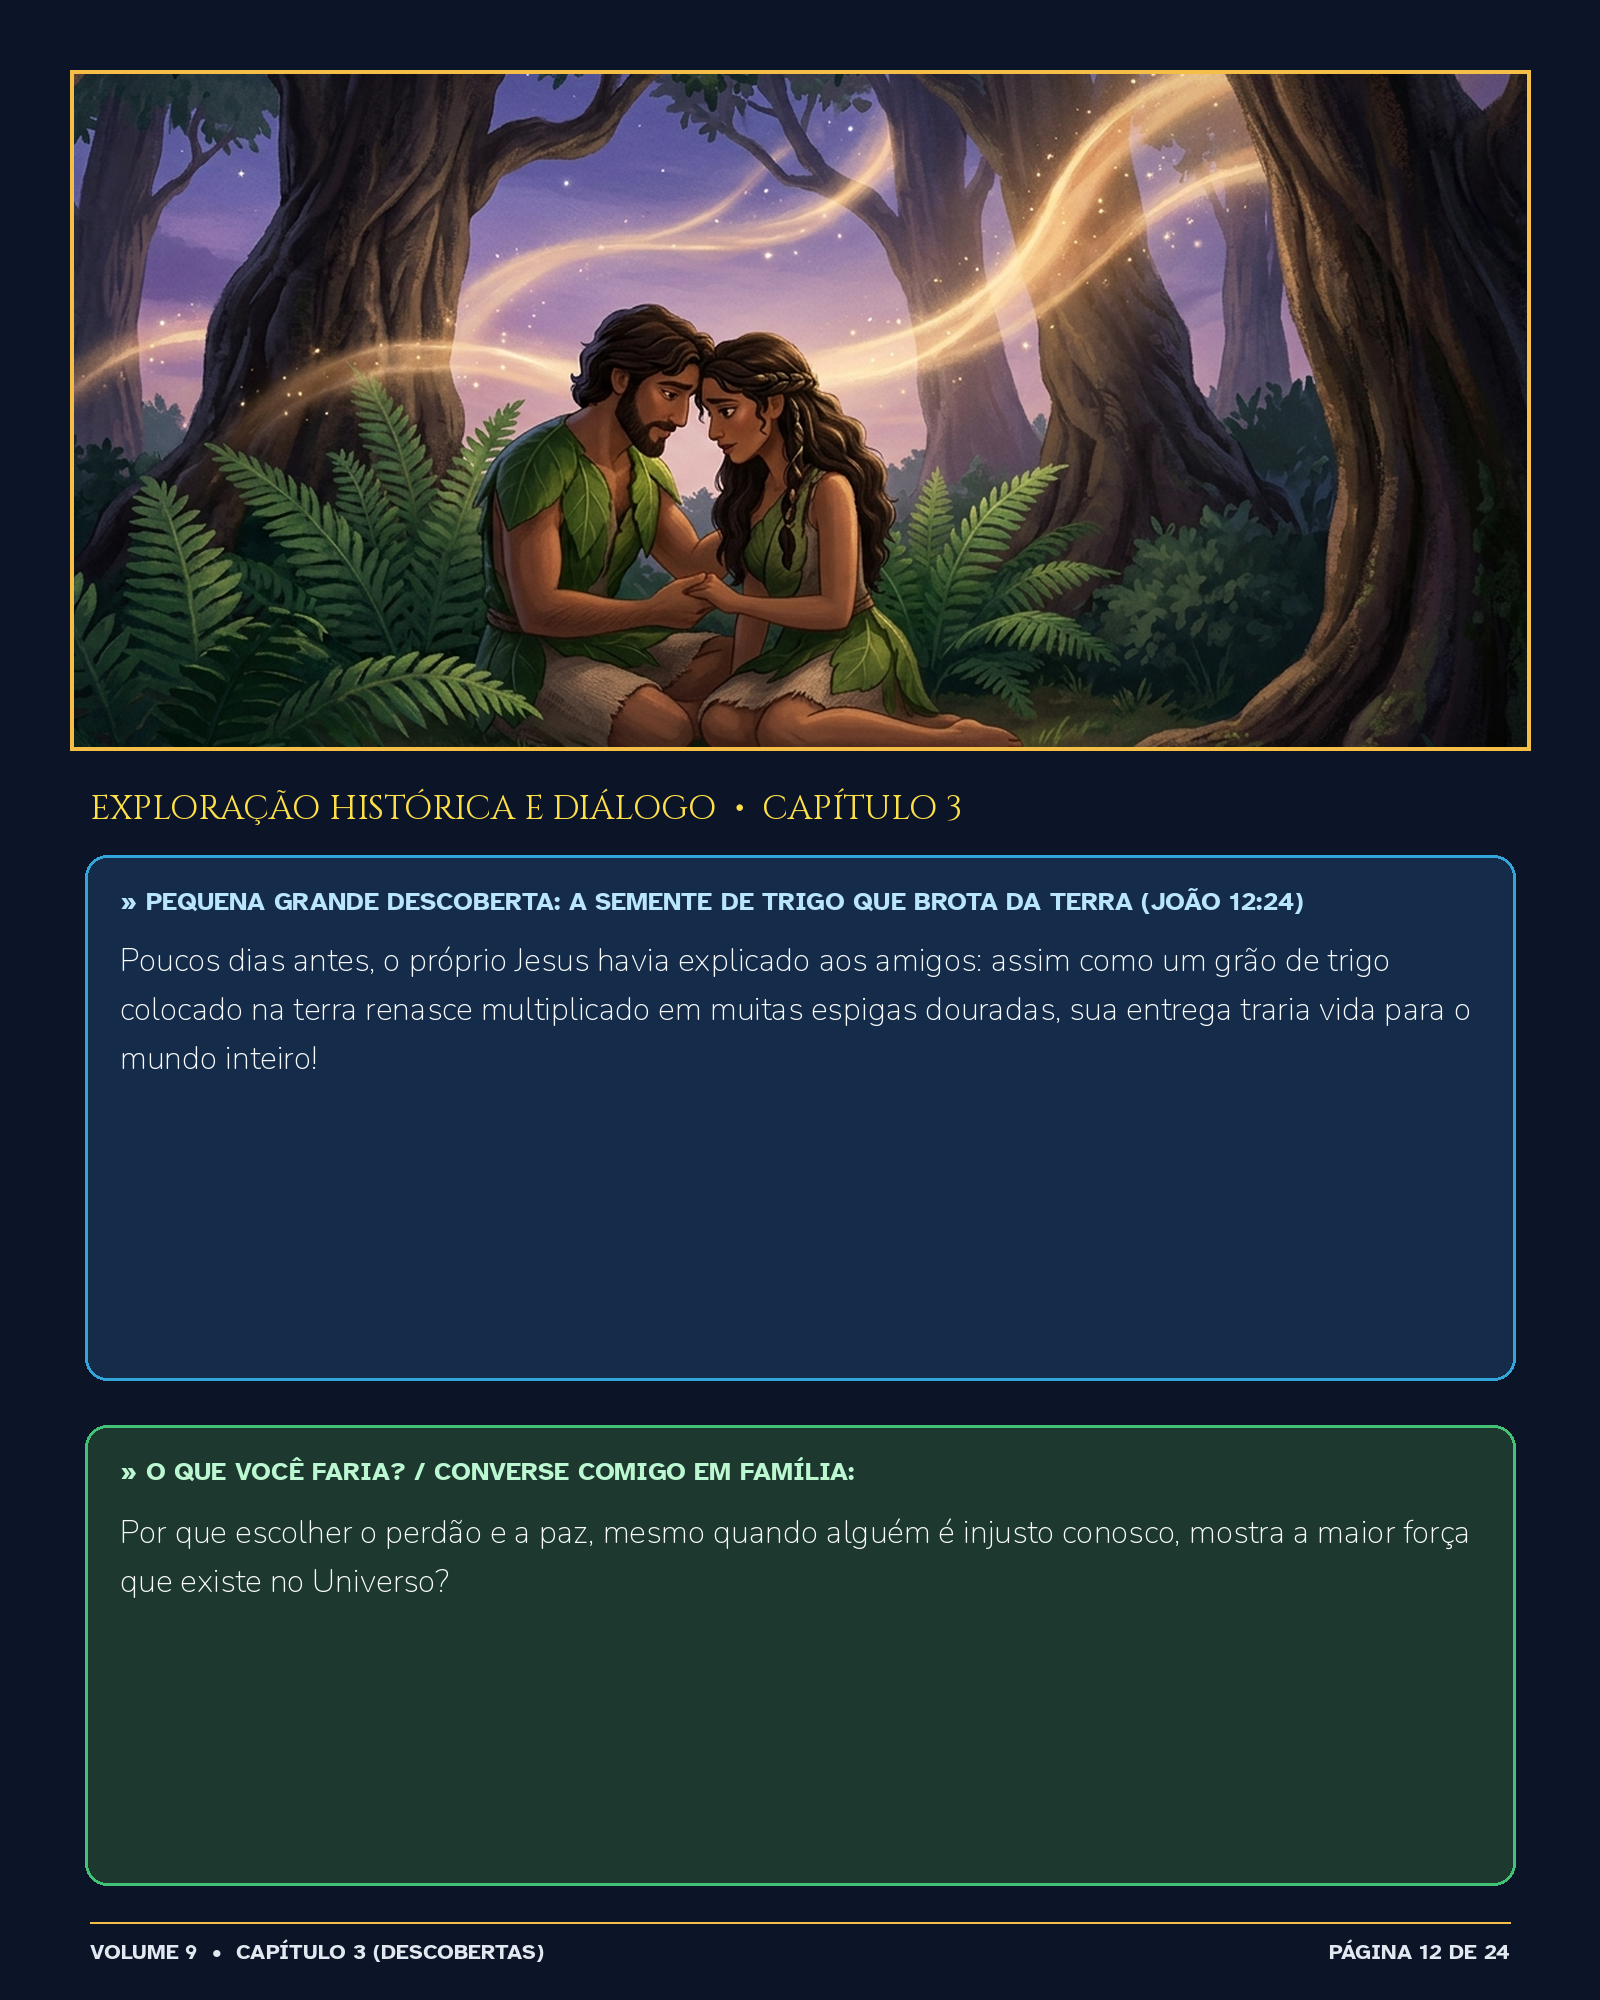 EXPLORAÇÃO HISTÓRICA E DIÁLOGO • CAPÍTULO 3
» PEQUENA GRANDE DESCOBERTA: A SEMENTE DE TRIGO QUE BROTA DA TERRA (JOÃO 12:24)
Poucos dias antes, o próprio Jesus havia explicado aos amigos: assim como um grão de trigo
colocado na terra renasce multiplicado em muitas espigas douradas, sua entrega traria vida para o
mundo inteiro!
» O QUE VOCÊ FARIA? / CONVERSE COMIGO EM FAMÍLIA:
Por que escolher o perdão e a paz, mesmo quando alguém é injusto conosco, mostra a maior força
que existe no Universo?
VOLUME 9 • CAPÍTULO 3 (DESCOBERTAS)
PÁGINA 12 DE 24